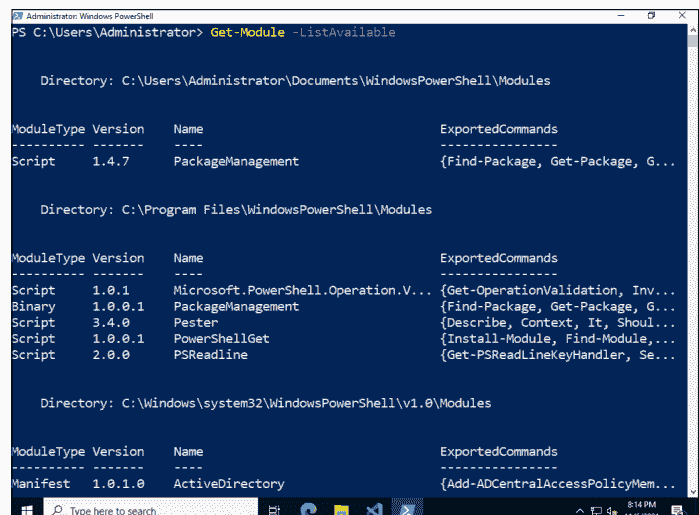 Administrator: Windows PowerShell
PS C:\Users\Administrator> Get-Module -ListAvailable
Directory: C:\Users\Administrator\Documents\WindowsPowerShell\Modules
ModuleType Version Name ExportedCommands
---------- ------- ---- ----------------
Script 1.4.7 PackageManagement {Find-Package, Get-Package, G...
Directory: C:\Program Files\WindowsPowerShell\Modules
ModuleType Version Name ExportedCommands
---------- ------- ---- ----------------
Script 1.0.1 Microsoft.PowerShell.Operation.V... {Get-OperationValidation, Inv...
Binary 1.0.0.1 PackageManagement {Find-Package, Get-Package, G...
Script 3.4.0 Pester {Describe, Context, It, Shoul...
Script 1.0.0.1 PowerShellGet {Install-Module, Find-Module,...
Script 2.0.0 PSReadline {Get-PSReadLineKeyHandler, Se...
Directory: C:\Windows\system32\WindowsPowerShell\v1.0\Modules
ModuleType Version Name ExportedCommands
---------- ------- ---- ----------------
Manifest 1.0.1.0 ActiveDirectory {Add-ADCentralAccessPolicyMem...
Type here to search
8:14 PM